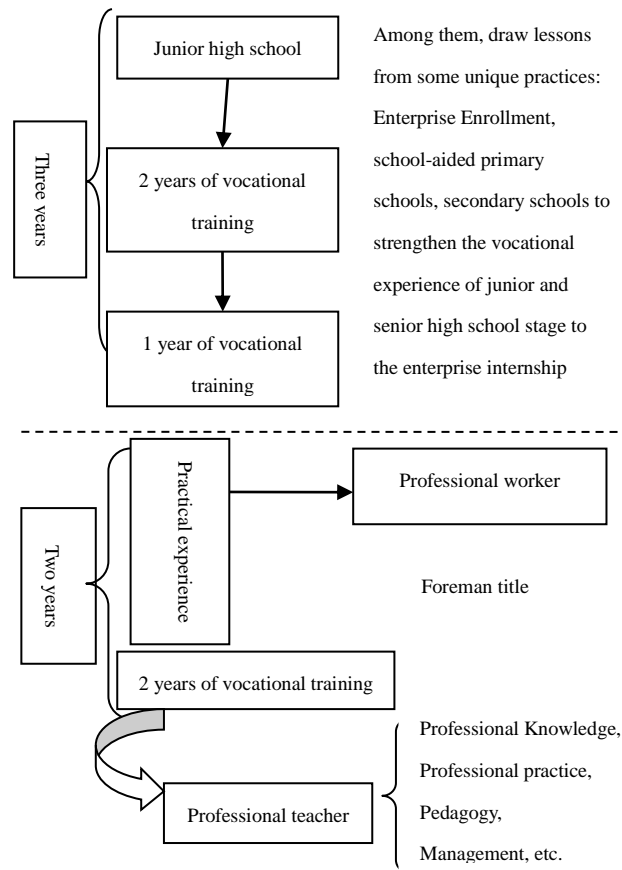 Junior high school
Three years
2 years of vocational
training
1 year of vocational
training
Among them, draw lessons
from some unique practices:
Enterprise Enrollment,
school-aided primary
schools, secondary schools to
strengthen the vocational
experience of junior and
senior high school stage to
the enterprise internship
Two years
Practical experience
Professional worker
Foreman title
2 years of vocational training
Professional teacher
Professional Knowledge,
Professional practice,
Pedagogy,
Management, etc.